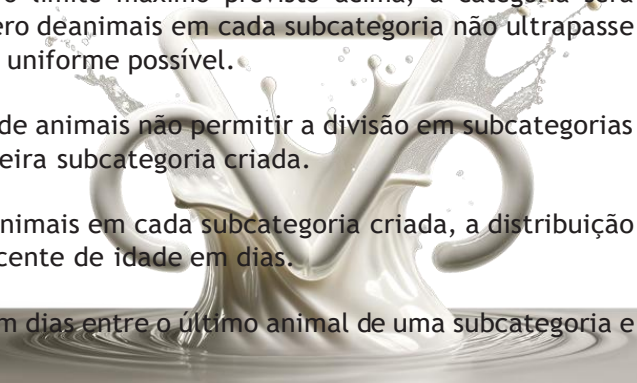 o limite máximo previsto acima, a categoria será
ero deanimais em cada subcategoria não ultrapasse
uniforme possível.
de animais não permitir a divisão em subcategorias
eira subcategoria criada.
nimais em cada subcategoria criada, a distribuição
cente de idade em dias.
m dias entre o último animal de uma subcategoria e